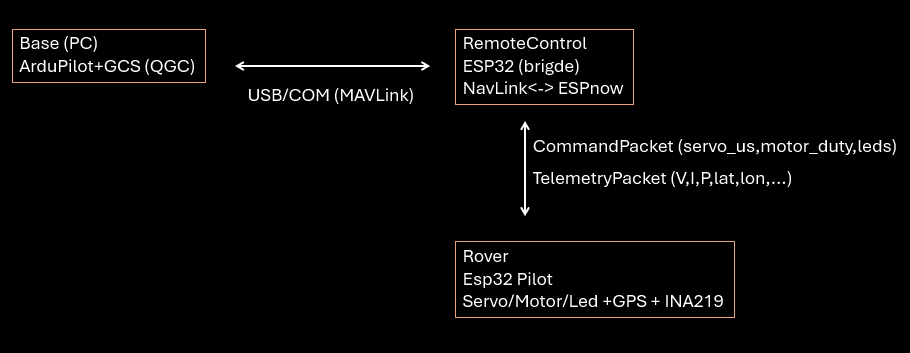 Base (PC)
ArduPilot+GCS (QGC)
USB/COM (MAVLink)
RemoteControl
ESP32 (brigde)
NavLink<-> ESPnow
CommandPacket (servo_us,motor_duty,leds)
TelemetryPacket (V,I,P,lat,lon,...)
Rover
Esp32 Pilot
Servo/Motor/Led +GPS + INA219